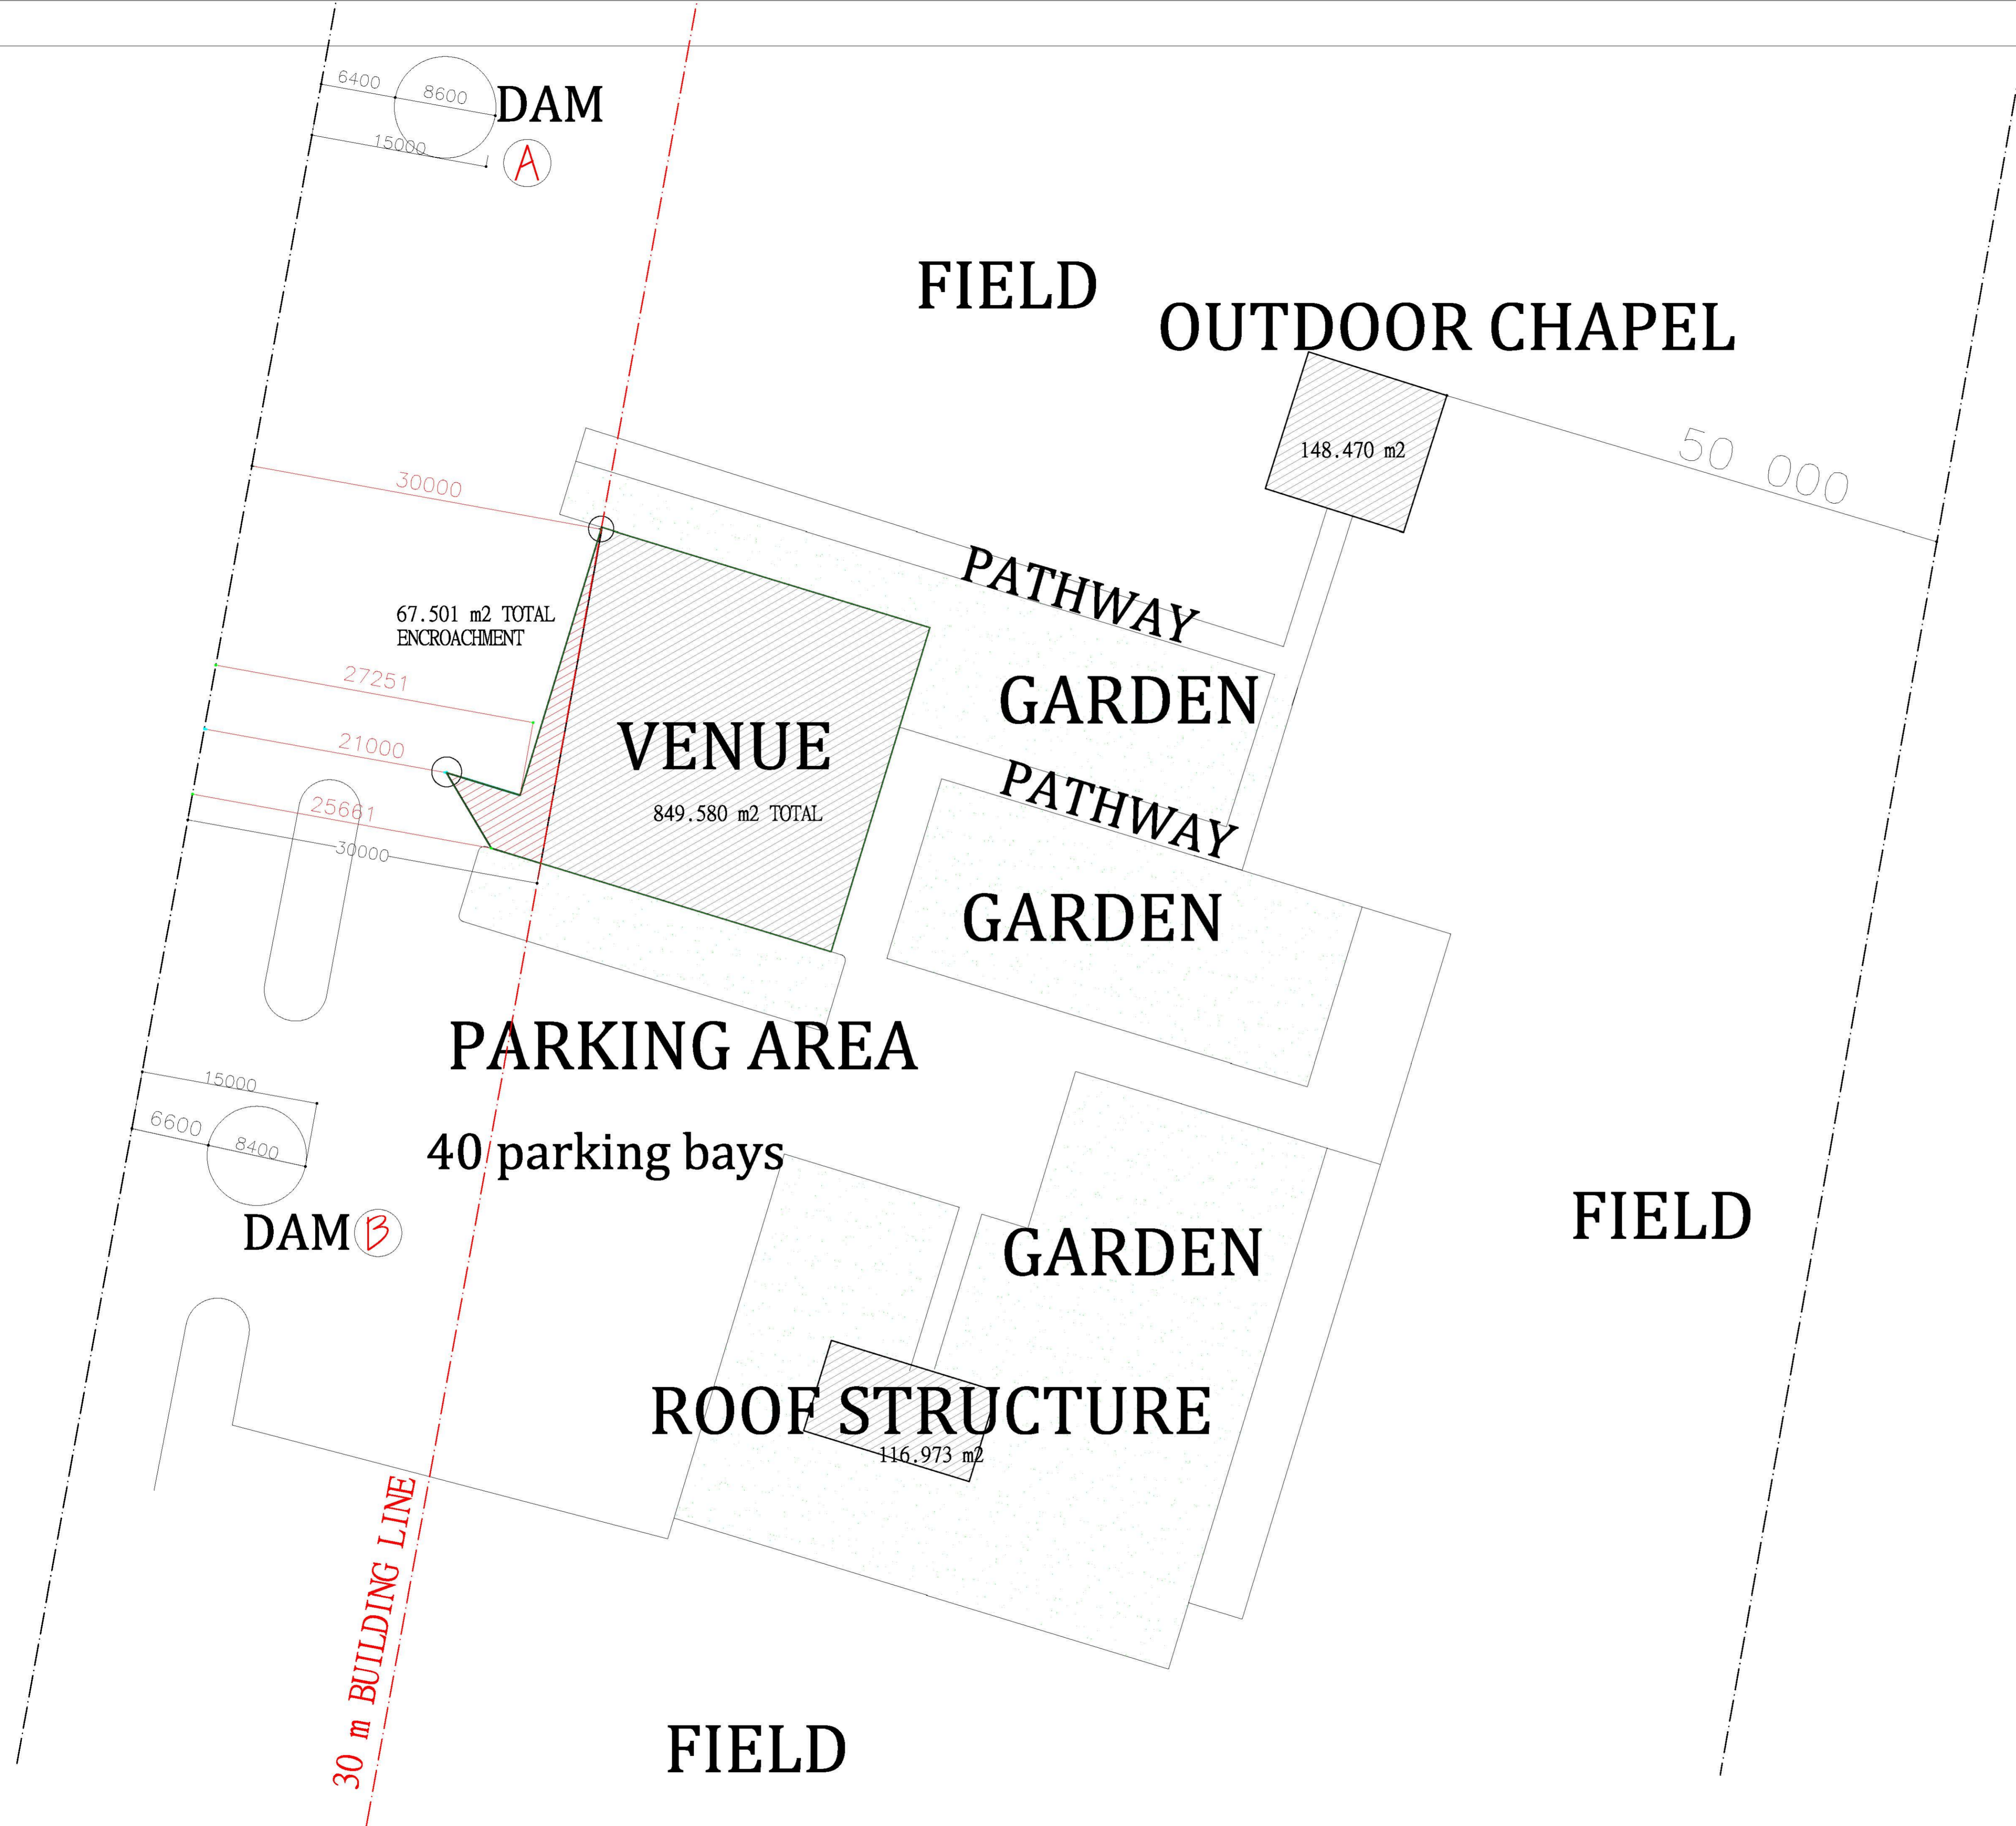 6400
8600
DAM
15000
A
FIELD
OUTDOOR CHAPEL
148.470 m2
50 000
30000
PATHWAY
67.501 m2 TOTAL
ENCROACHMENT
27251
GARDEN
21000
VENUE
849.580 m2 TOTAL
PATHWAY
25661
30000
GARDEN
PARKING AREA
15000
6600
8400
40 parking bays
DAM
B
FIELD
GARDEN
ROOF STRUCTURE
116.973 m2
30 m BUILDING LINE
FIELD